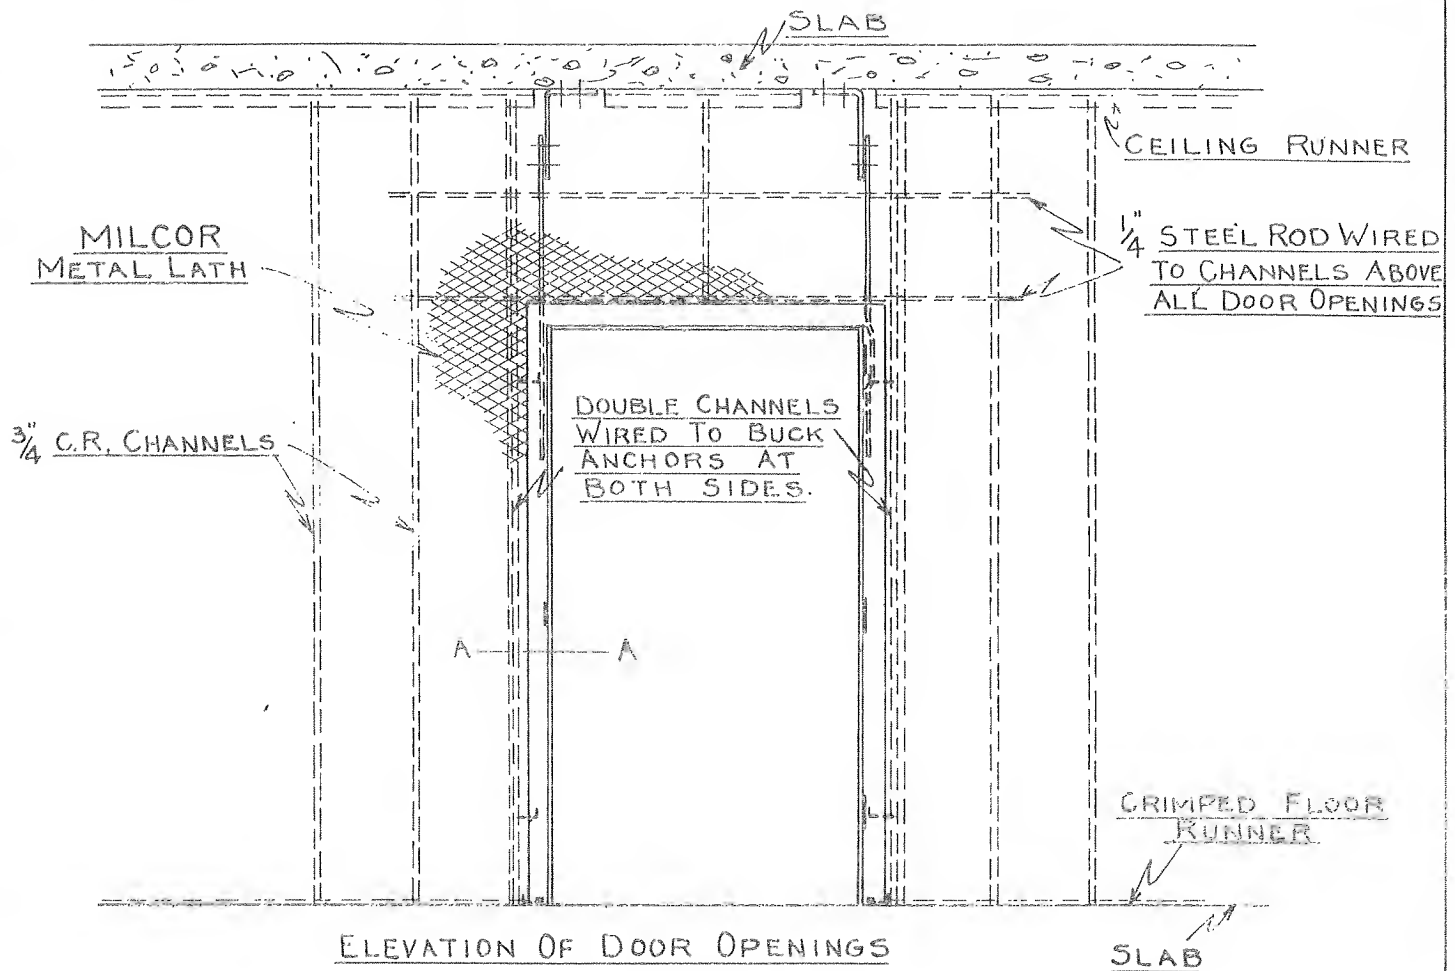 SLAB
CEILING RUNNER
MILCOR
METAL LATH
1/4" STEEL ROD WIRED
TO CHANNELS ABOVE
ALL DOOR OPENINGS
3/4" C.R. CHANNELS
DOUBLE CHANNELS
WIRED TO BUCK
ANCHORS AT
BOTH SIDES.
A A
CRIMPED FLOOR
RUNNER
ELEVATION OF DOOR OPENINGS
SLAB